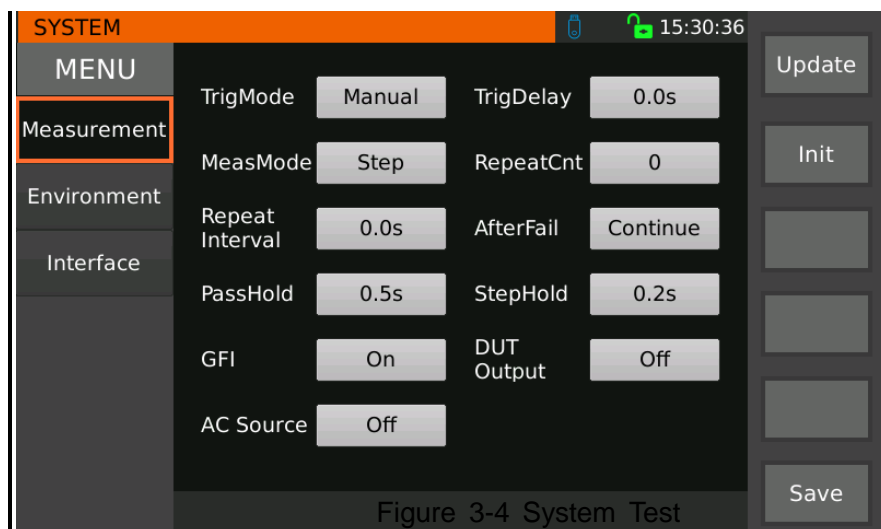 SYSTEM
15:30:36
MENU
Measurement
Environment
Interface
TrigMode Manual TrigDelay 0.0s
MeasMode Step RepeatCnt 0
Repeat
Interval 0.0s AfterFail Continue
PassHold 0.5s StepHold 0.2s
GFI On DUT
Output Off
AC Source Off
Update
Init
Save
Figure 3-4 System Test